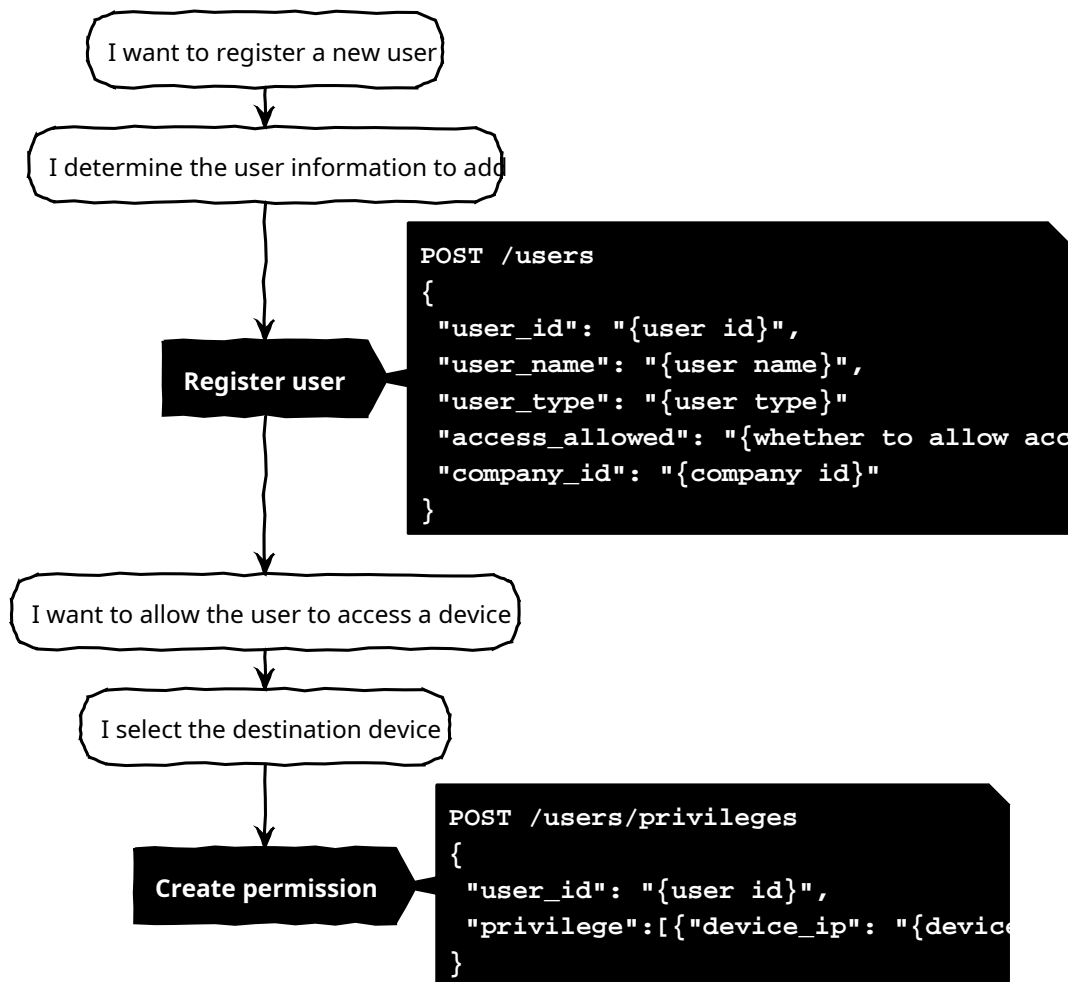 I want to register a new user
I determine the user information to add
POST /users
{
"user_id": "{user id}",
"user_name": "{user name}",
"user_type": "{user type}"
"access_allowed": "{whether to allow
"company_id": "{company id}"
}
Register user
I want to allow the user to access a device
I select the destination device
POST /users/privileges
{
"user_id": "{user id}",
"privilege":[{"device_ip": "{device
}
Create permission